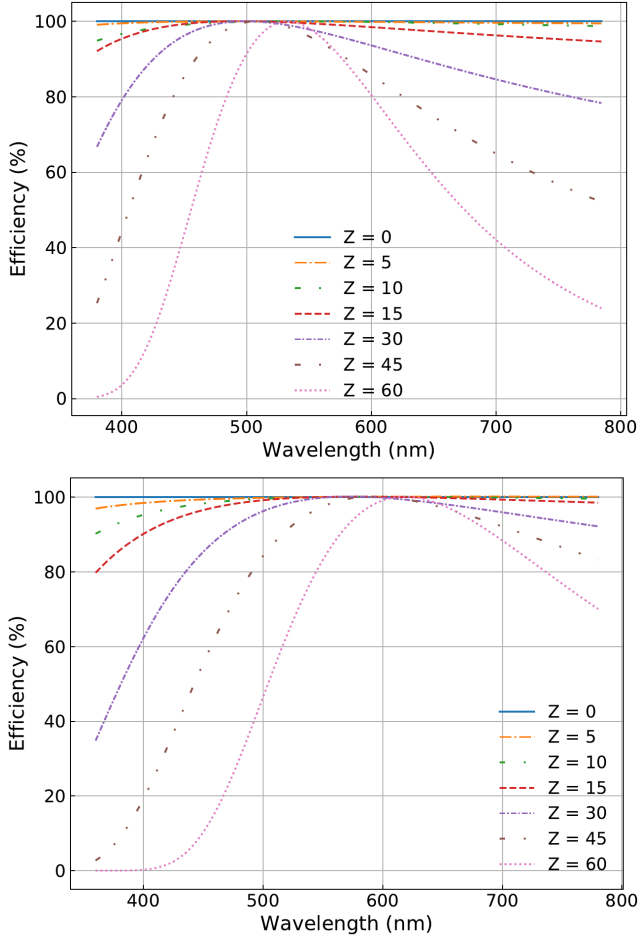 100
80
60
40
20
0
Efficiency (%)
Z = 0
Z = 5
Z = 10
Z = 15
Z = 30
Z = 45
Z = 60
400 500 600 700 800
Wavelength (nm)
100
80
60
40
20
0
Efficiency (%)
Z = 0
Z = 5
Z = 10
Z = 15
Z = 30
Z = 45
Z = 60
400 500 600 700 800
Wavelength (nm)